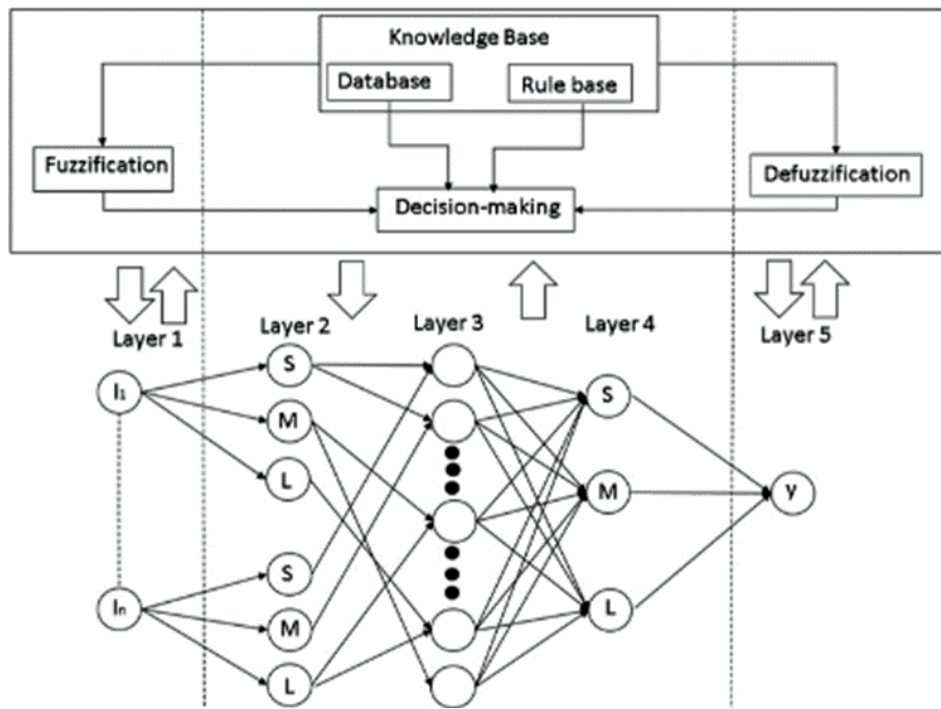 Knowledge Base
Database
Rule base
Fuzzification
Defuzzification
Decision-making
Layer 1
Layer 2
Layer 3
Layer 4
Layer 5
I₁
Iₙ
S
M
L
S
M
L
S
M
L
y